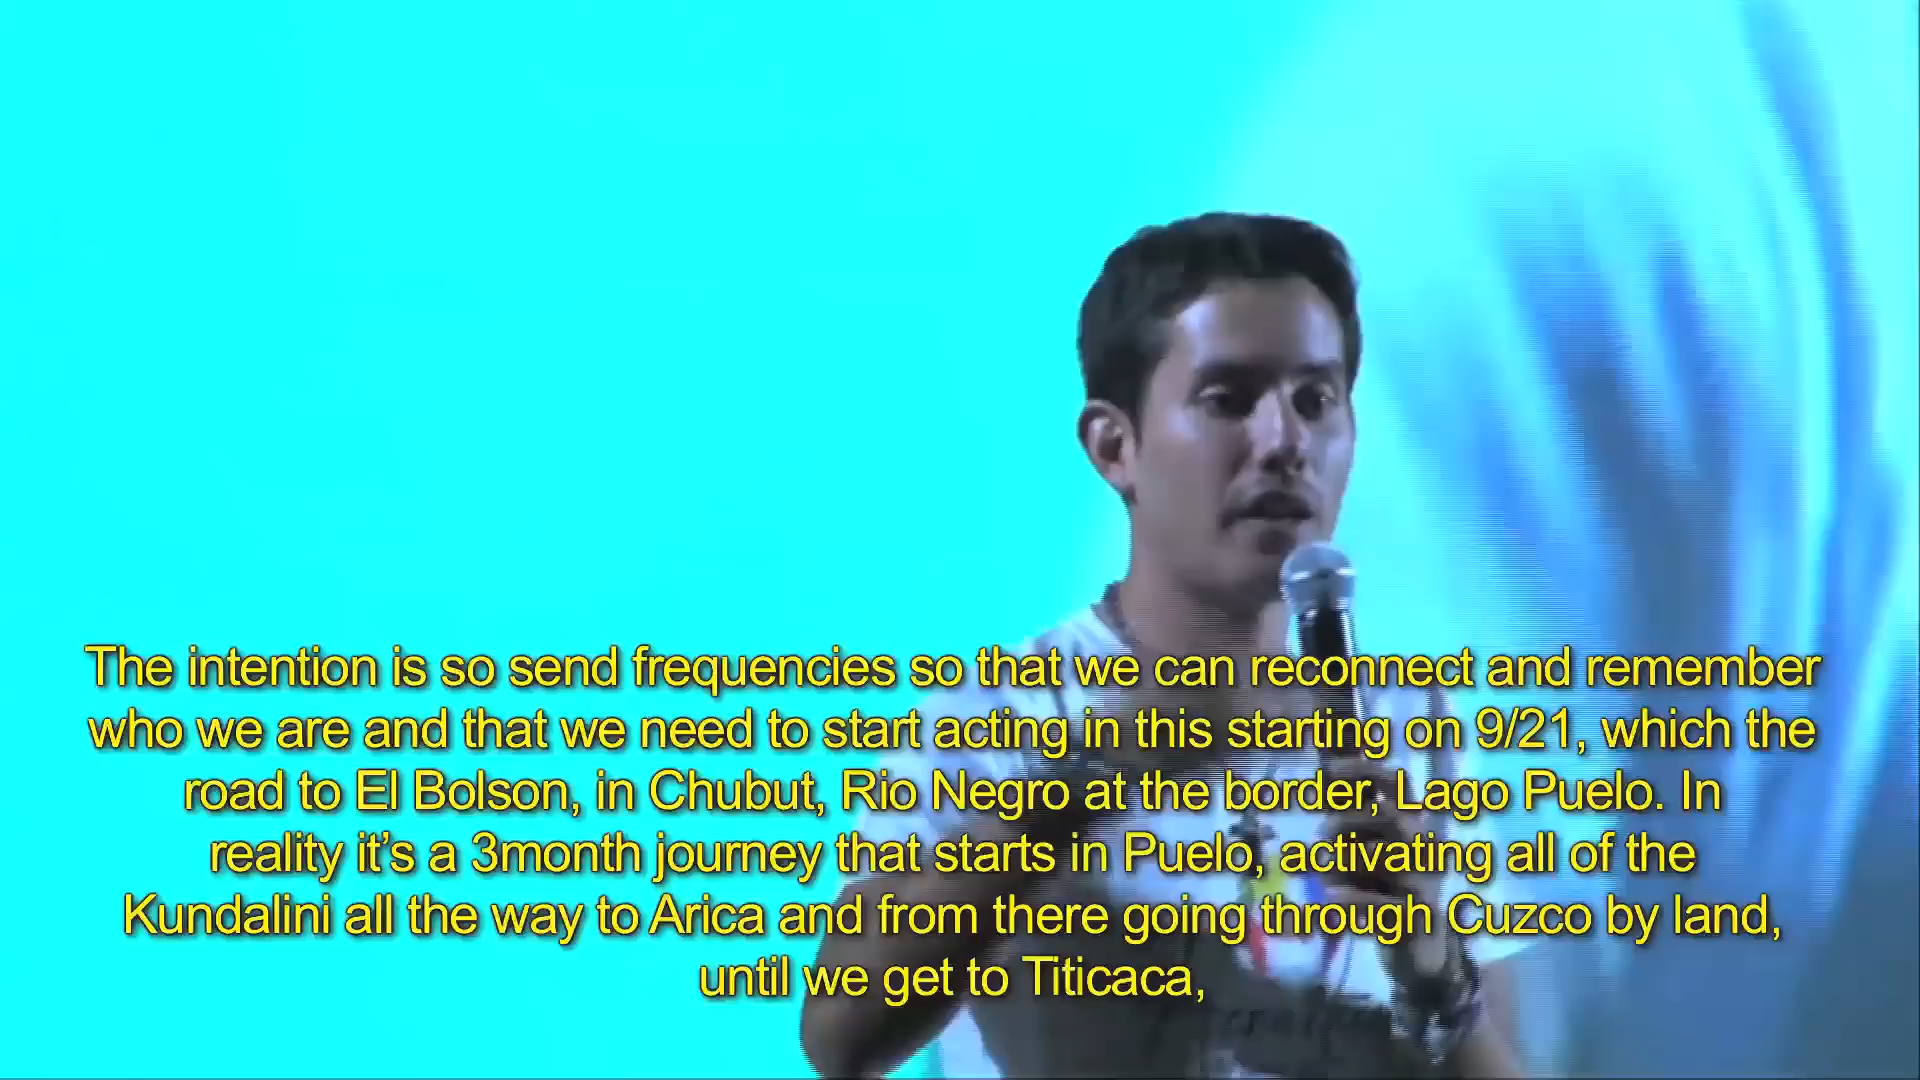 The intention is so send frequencies so that we can reconnect and remember
who we are and that we need to start acting in this starting on 9/21, which the
road to El Bolson, in Chubut, Rio Negro at the border, Lago Puelo. In
reality it’s a 3month journey that starts in Puelo, activating all of the
Kundalini all the way to Arica and from there going through Cuzco by land,
until we get to Titicaca,